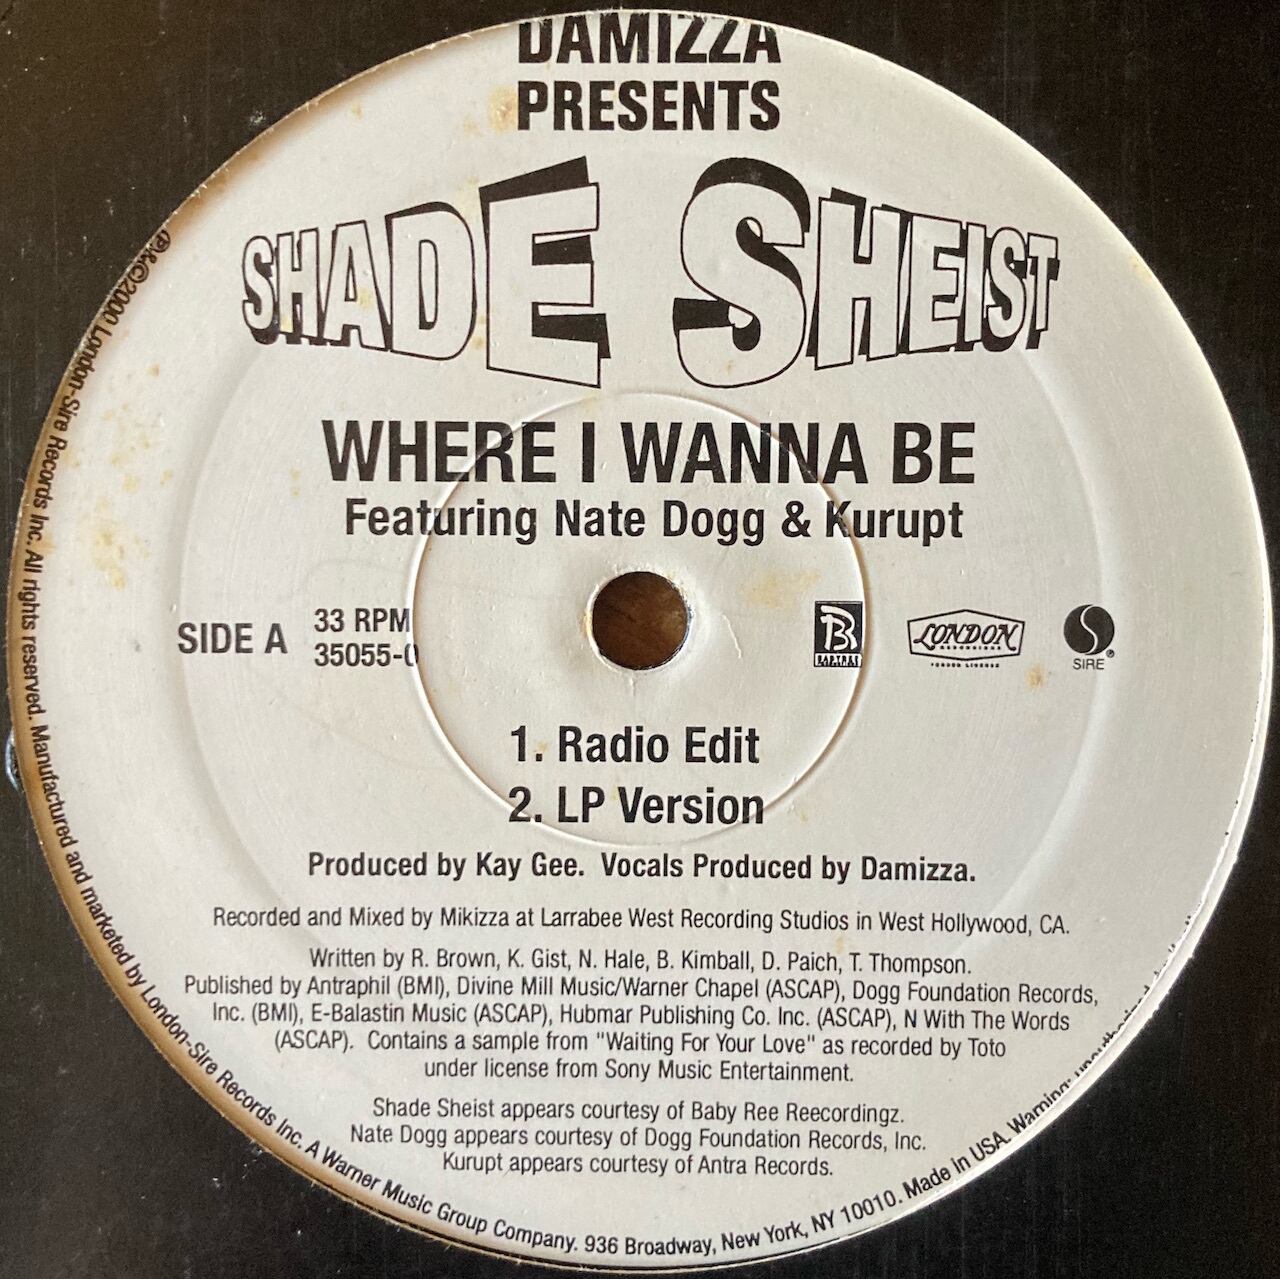 DAMIZZA
PRESENTS
SHADE SHEIST
WHERE I WANNA BE
Featuring Nate Dogg & Kurupt
SIDE A
33 RPM
35055-0
LONDON
RECORDINGS
SIRE
®
1. Radio Edit
2. LP Version
Produced by Kay Gee. Vocals Produced by Damizza.
Recorded and Mixed by Mikizza at Larrabee West Recording Studios in West Hollywood, CA.
Written by R. Brown, K. Gist, N. Hale, B. Kimball, D. Paich, T. Thompson.
Published by Antraphil (BMI), Divine Mill Music/Warner Chapel (ASCAP), Dogg Foundation Records,
Inc. (BMI), E-Balastin Music (ASCAP), Hubmar Publishing Co. Inc. (ASCAP), N With The Words
(ASCAP). Contains a sample from "Waiting For Your Love" as recorded by Toto
under license from Sony Music Entertainment.
Shade Sheist appears courtesy of Baby Ree Reecordingz.
Nate Dogg appears courtesy of Dogg Foundation Records, Inc.
Kurupt appears courtesy of Antra Records.
℗&©2000 London-Sire Records Inc. All rights reserved. Manufactured and marketed by London-Sire Records Inc. A Warner Music Group Company. 936 Broadway, New York, NY 10010. Made in USA. Warning: